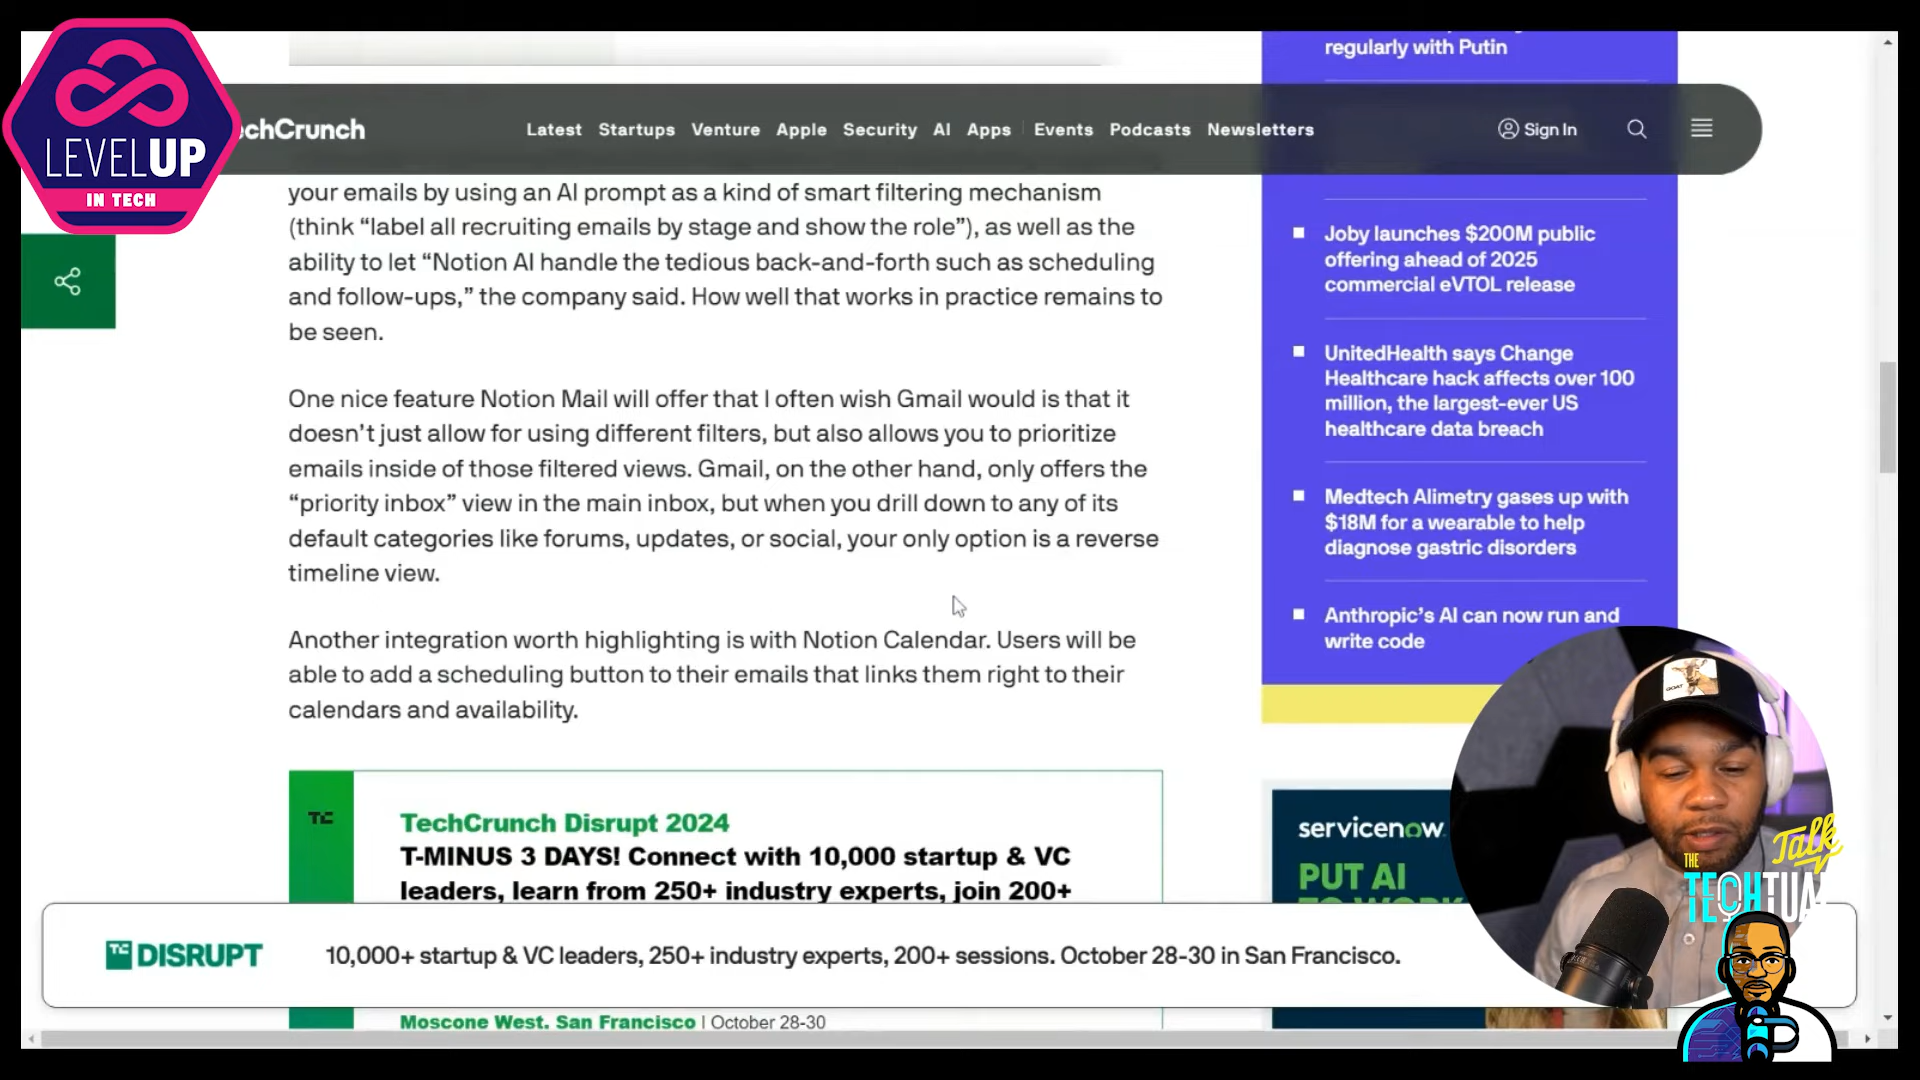 LEVELUP
IN TECH
echCrunch
Latest Startups Venture Apple Security AI Apps Events Podcasts Newsletters
Sign In
your emails by using an AI prompt as a kind of smart filtering mechanism
(think “label all recruiting emails by stage and show the role”), as well as the
ability to let “Notion AI handle the tedious back-and-forth such as scheduling
and follow-ups,” the company said. How well that works in practice remains to
be seen.
One nice feature Notion Mail will offer that I often wish Gmail would is that it
doesn’t just allow for using different filters, but also allows you to prioritize
emails inside of those filtered views. Gmail, on the other hand, only offers the
“priority inbox” view in the main inbox, but when you drill down to any of its
default categories like forums, updates, or social, your only option is a reverse
timeline view.
Another integration worth highlighting is with Notion Calendar. Users will be
able to add a scheduling button to their emails that links them right to their
calendars and availability.
TC
TechCrunch Disrupt 2024
T-MINUS 3 DAYS! Connect with 10,000 startup & VC
leaders, learn from 250+ industry experts, join 200+
Moscone West, San Francisco | October 28-30
regularly with Putin
Joby launches $200M public
offering ahead of 2025
commercial eVTOL release
UnitedHealth says Change
Healthcare hack affects over 100
million, the largest-ever US
healthcare data breach
Medtech Alimetry gases up with
$18M for a wearable to help
diagnose gastric disorders
Anthropic’s AI can now run and
write code
servicenow
PUT AI
TO WORK
TC DISRUPT
10,000+ startup & VC leaders, 250+ industry experts, 200+ sessions. October 28-30 in San Francisco.
GOAT
THE
TECHTUA
Talk